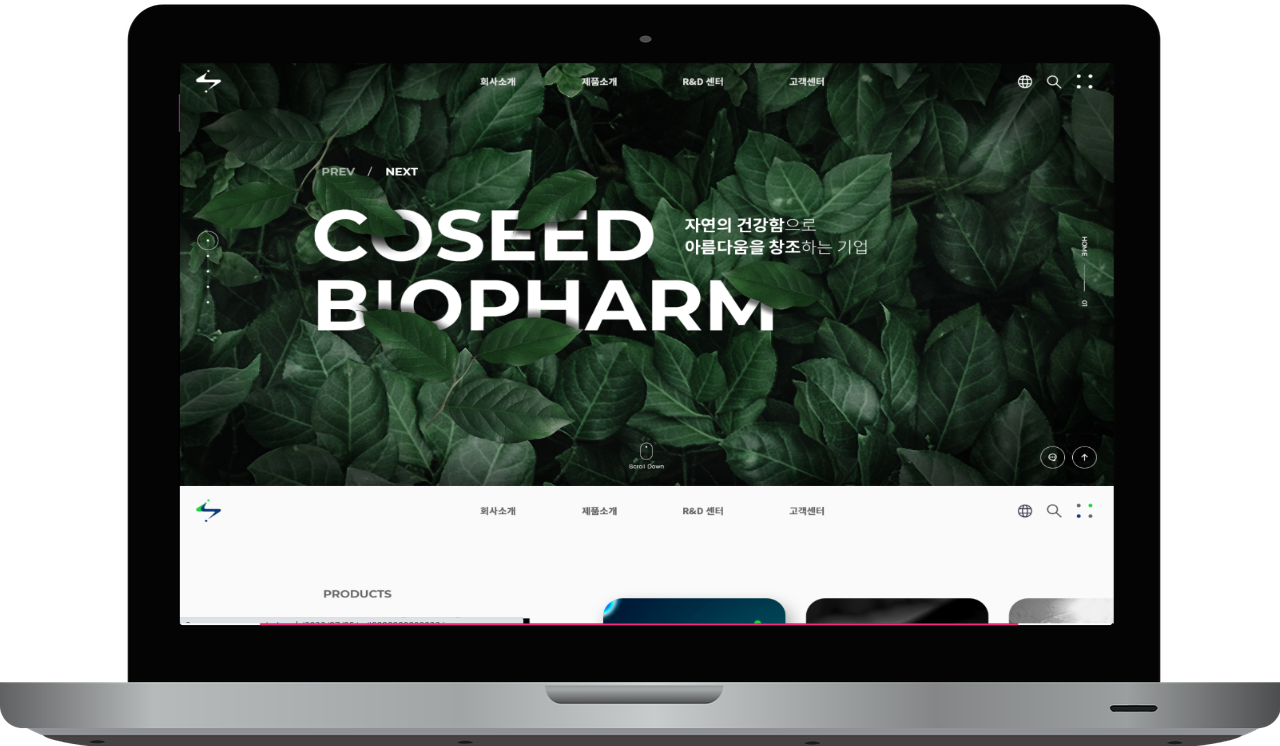 회사소개 제품소개 R&D 센터 고객센터
PREV / NEXT
COSEED
BIOPHARM
자연의 건강함으로
아름다움을 창조하는 기업
HOME
01
Scroll Down
회사소개 제품소개 R&D 센터 고객센터
PRODUCTS